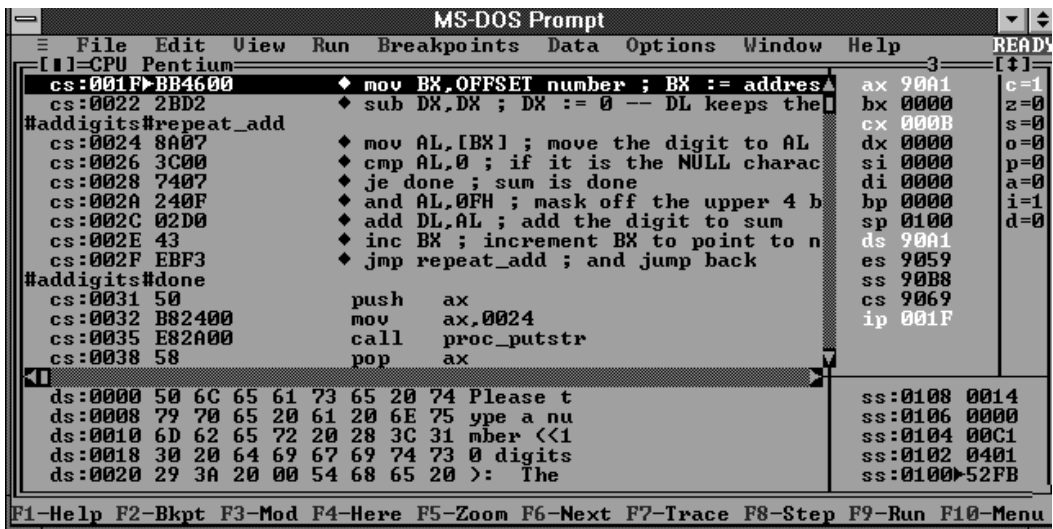 MS-DOS Prompt
≡ File Edit View Run Breakpoints Data Options Window Help READY
[■]=CPU Pentium 3 [↕]
cs:001F►BB4600 ♦ mov BX,OFFSET number ; BX := addres▲ ax 90A1 c=1
cs:0022 2BD2 ♦ sub DX,DX ; DX := 0 -- DL keeps the bx 0000 z=0
#addigits#repeat_add cx 000B s=0
cs:0024 8A07 ♦ mov AL,[BX] ; move the digit to AL dx 0000 o=0
cs:0026 3C00 ♦ cmp AL,0 ; if it is the NULL charac si 0000 p=0
cs:0028 7407 ♦ je done ; sum is done di 0000 a=0
cs:002A 240F ♦ and AL,0FH ; mask off the upper 4 b bp 0000 i=1
cs:002C 02D0 ♦ add DL,AL ; add the digit to sum sp 0100 d=0
cs:002E 43 ♦ inc BX ; increment BX to point to n ds 90A1
cs:002F EBF3 ♦ jmp repeat_add ; and jump back es 9059
#addigits#done ss 90B8
cs:0031 50 push ax cs 9069
cs:0032 B82400 mov ax,0024 ip 001F
cs:0035 E82A00 call proc_putstr
cs:0038 58 pop ax
ds:0000 50 6C 65 61 73 65 20 74 Please t ss:0108 0014
ds:0008 79 70 65 20 61 20 6E 75 ype a nu ss:0106 0000
ds:0010 6D 62 65 72 20 28 3C 31 mber (<1 ss:0104 00C1
ds:0018 30 20 64 69 67 69 74 73 0 digits ss:0102 0401
ds:0020 29 3A 20 00 54 68 65 20 ): The ss:0100►52FB
F1-Help F2-Bkpt F3-Mod F4-Here F5-Zoom F6-Next F7-Trace F8-Step F9-Run F10-Menu